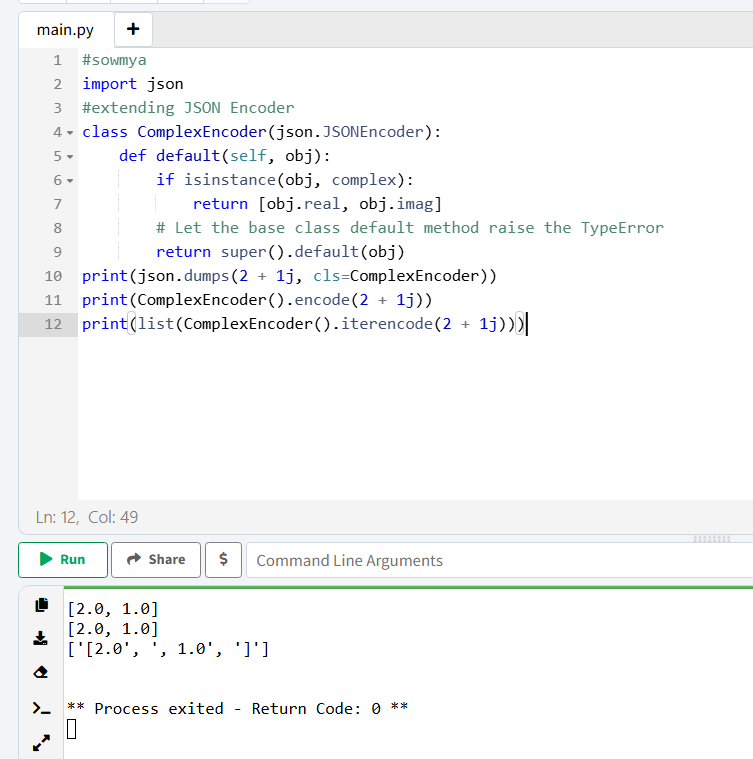 main.py +
1 #sowmya
2 import json
3 #extending JSON Encoder
4 class ComplexEncoder(json.JSONEncoder):
5     def default(self, obj):
6         if isinstance(obj, complex):
7             return [obj.real, obj.imag]
8         # Let the base class default method raise the TypeError
9         return super().default(obj)
10 print(json.dumps(2 + 1j, cls=ComplexEncoder))
11 print(ComplexEncoder().encode(2 + 1j))
12 print(list(ComplexEncoder().iterencode(2 + 1j)))
Ln: 12, Col: 49
Run Share $ Command Line Arguments
[2.0, 1.0]
[2.0, 1.0]
['[2.0', ', 1.0', ']']
** Process exited - Return Code: 0 **